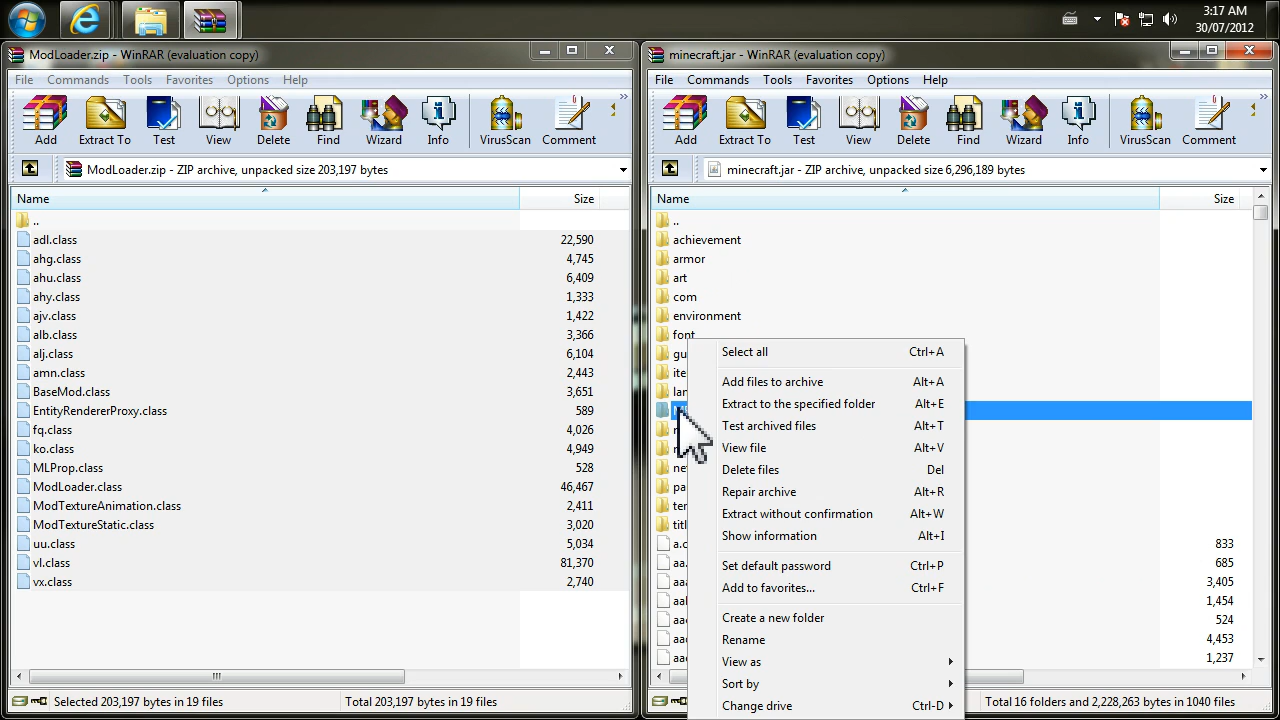 3:17 AM
30/07/2012
ModLoader.zip - WinRAR (evaluation copy)
File Commands Tools Favorites Options Help
Add Extract To Test View Delete Find Wizard Info VirusScan Comment
ModLoader.zip - ZIP archive, unpacked size 203,197 bytes
Name Size
..
adl.class 22,590
ahg.class 4,745
ahu.class 6,409
ahy.class 1,333
ajv.class 1,422
alb.class 3,366
alj.class 6,104
amn.class 2,443
BaseMod.class 3,651
EntityRendererProxy.class 589
fq.class 4,026
ko.class 4,949
MLProp.class 528
ModLoader.class 46,467
ModTextureAnimation.class 2,411
ModTextureStatic.class 3,020
uu.class 5,034
vl.class 81,370
vx.class 2,740
Selected 203,197 bytes in 19 files Total 203,197 bytes in 19 files
minecraft.jar - WinRAR (evaluation copy)
File Commands Tools Favorites Options Help
Add Extract To Test View Delete Find Wizard Info VirusScan Comment
minecraft.jar - ZIP archive, unpacked size 6,296,189 bytes
Name Size
..
achievement
armor
art
com
environment
font
833
685
3,405
1,454
524
4,453
1,237
Total 16 folders and 2,228,263 bytes in 1040 files
Select all Ctrl+A
Add files to archive Alt+A
Extract to the specified folder Alt+E
Test archived files Alt+T
View file Alt+V
Delete files Del
Repair archive Alt+R
Extract without confirmation Alt+W
Show information Alt+I
Set default password Ctrl+P
Add to favorites... Ctrl+F
Create a new folder
Rename
View as
Sort by
Change drive Ctrl-D